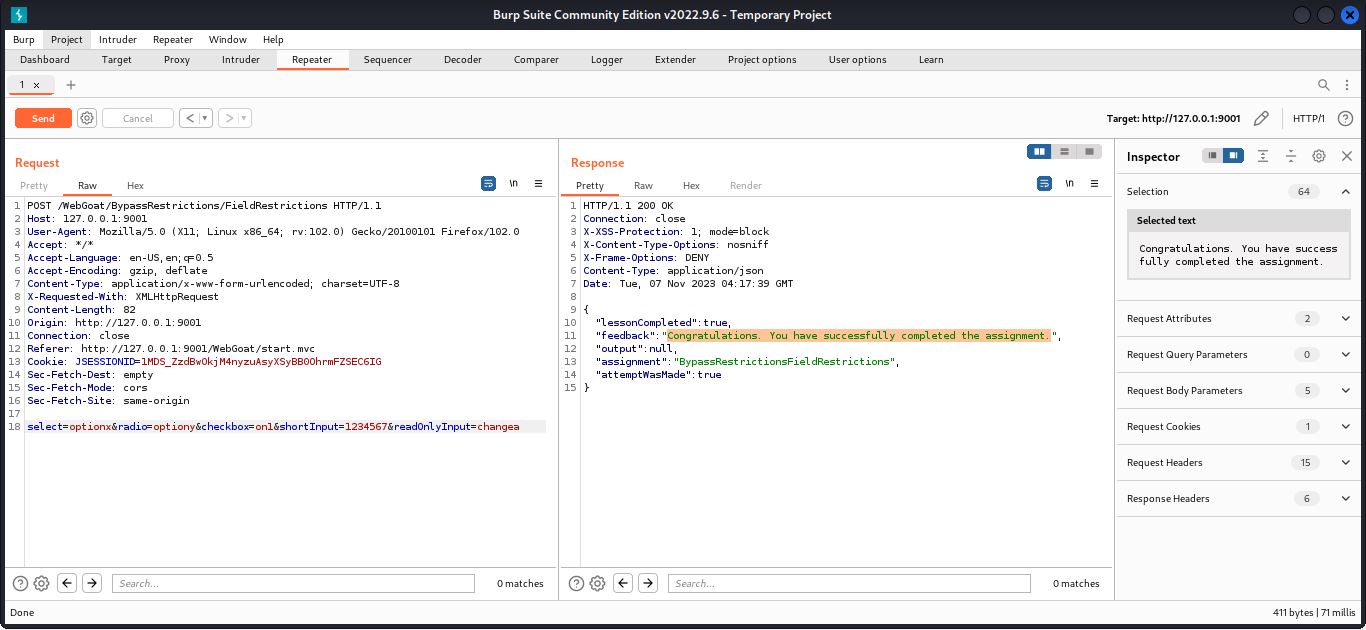 Burp Suite Community Edition v2022.9.6 - Temporary Project
Burp Project Intruder Repeater Window Help
Dashboard Target Proxy Intruder Repeater Sequencer Decoder Comparer Logger Extender Project options User options Learn
1 ×
Send Cancel Target: http://127.0.0.1:9001 HTTP/1
Request
Pretty Raw Hex \n
1 POST /WebGoat/BypassRestrictions/FieldRestrictions HTTP/1.1
2 Host: 127.0.0.1:9001
3 User-Agent: Mozilla/5.0 (X11; Linux x86_64; rv:102.0) Gecko/20100101 Firefox/102.0
4 Accept: */*
5 Accept-Language: en-US,en;q=0.5
6 Accept-Encoding: gzip, deflate
7 Content-Type: application/x-www-form-urlencoded; charset=UTF-8
8 X-Requested-With: XMLHttpRequest
9 Content-Length: 82
10 Origin: http://127.0.0.1:9001
11 Connection: close
12 Referer: http://127.0.0.1:9001/WebGoat/start.mvc
13 Cookie: JSESSIONID=1MDS_ZzdBwOkjM4nyzuAsyXSyBB0OhrmFZSEC6IG
14 Sec-Fetch-Dest: empty
15 Sec-Fetch-Mode: cors
16 Sec-Fetch-Site: same-origin
17
18 select=optionx&radio=optiony&checkbox=on1&shortInput=1234567&readOnlyInput=changea
Search...
0 matches
Response
Pretty Raw Hex Render \n
1 HTTP/1.1 200 OK
2 Connection: close
3 X-XSS-Protection: 1; mode=block
4 X-Content-Type-Options: nosniff
5 X-Frame-Options: DENY
6 Content-Type: application/json
7 Date: Tue, 07 Nov 2023 04:17:39 GMT
8
9 {
10 "lessonCompleted":true,
11 "feedback":"Congratulations. You have successfully completed the assignment.",
12 "output":null,
13 "assignment":"BypassRestrictionsFieldRestrictions",
14 "attemptWasMade":true
15 }
Search...
0 matches
Inspector
Selection 64
Selected text
Congratulations. You have success
fully completed the assignment.
Request Attributes 2
Request Query Parameters 0
Request Body Parameters 5
Request Cookies 1
Request Headers 15
Response Headers 6
Done
411 bytes | 71 millis